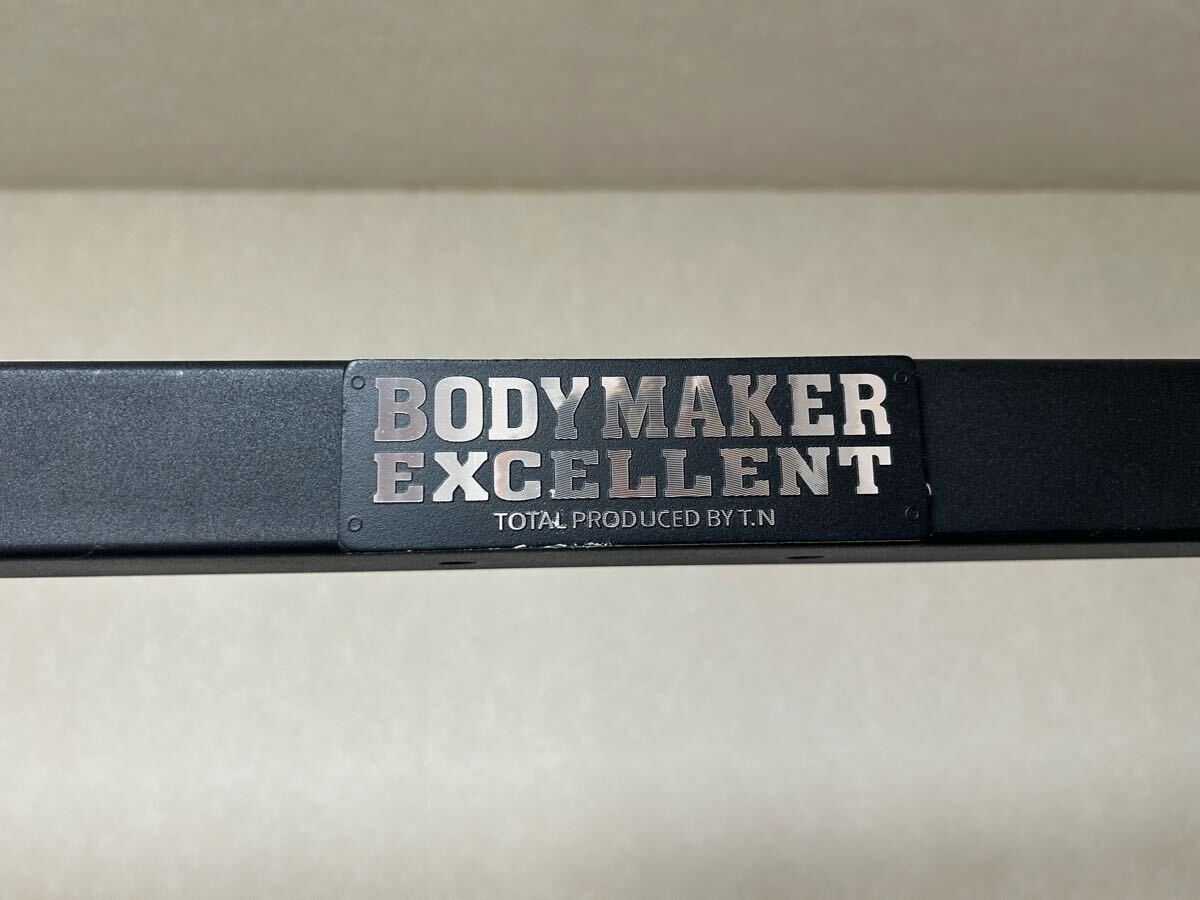 BODYMAKER
EXCELLENT
TOTAL PRODUCED BY T.N